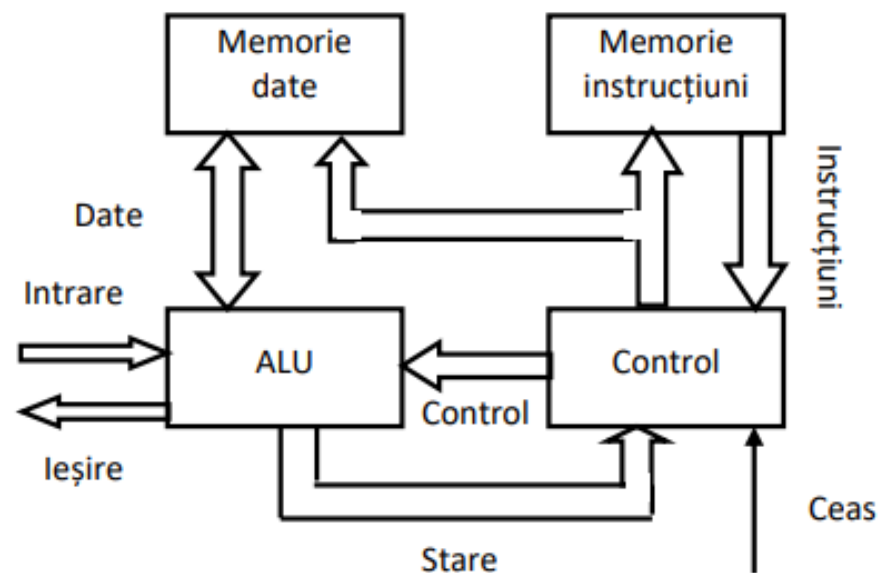 Memorie
date
Memorie
instrucțiuni
Instrucțiuni
Date
Intrare
ALU
Control
Control
Ieșire
Ceas
Stare